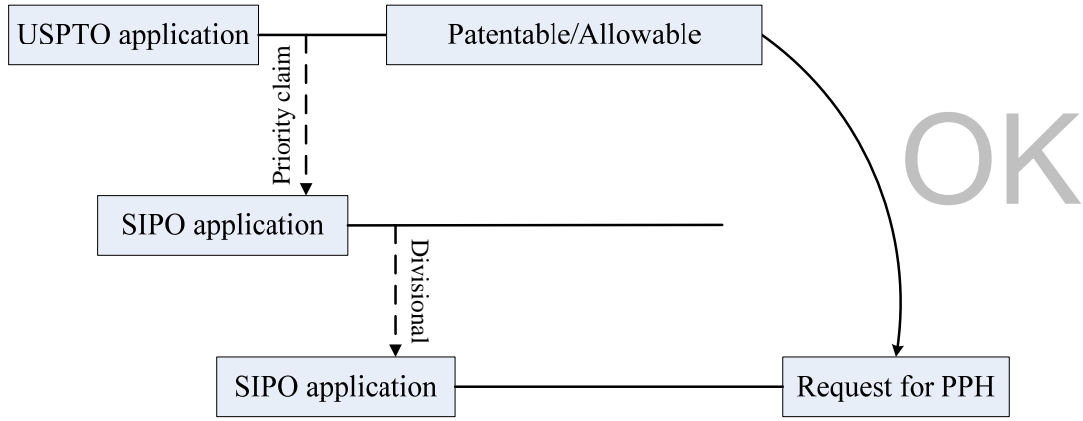 USPTO application
Patentable/Allowable
Priority claim
OK
SIPO application
Divisional
SIPO application
Request for PPH